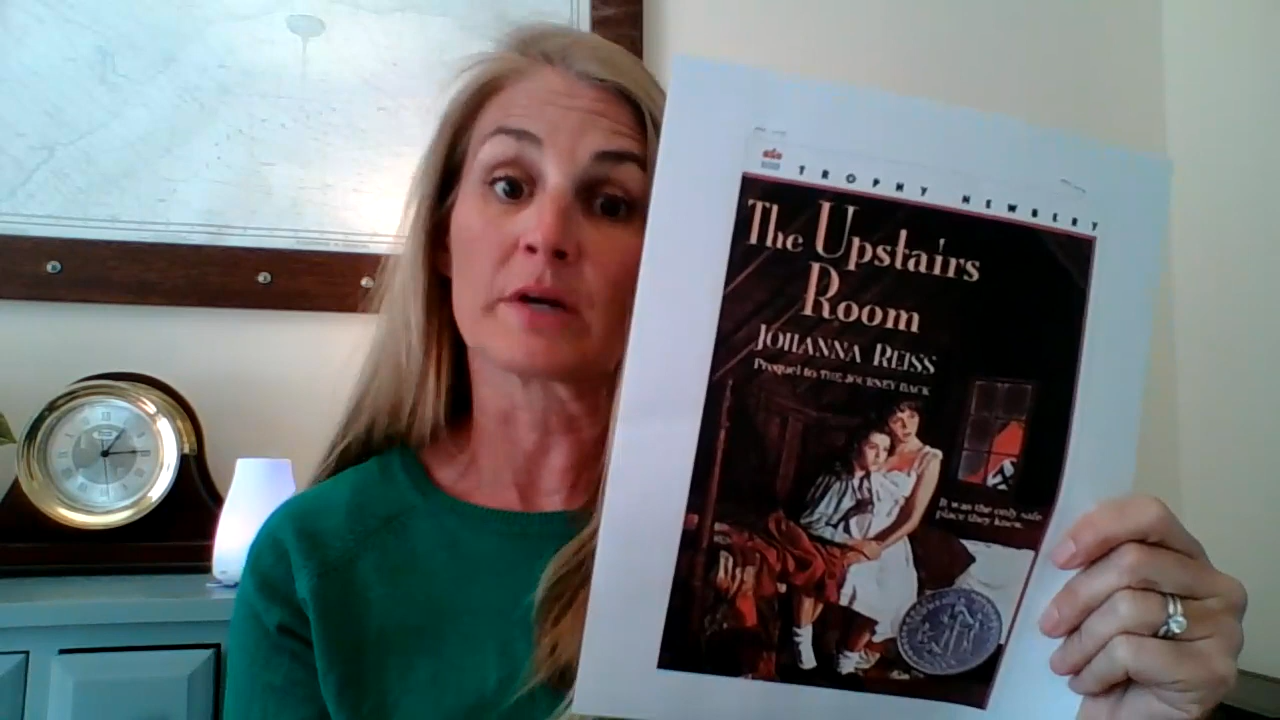 TROPHY NEWBERY
The Upstairs
Room
JOHANNA REISS
Prequel to THE JOURNEY BACK
It was the only safe
place they knew.